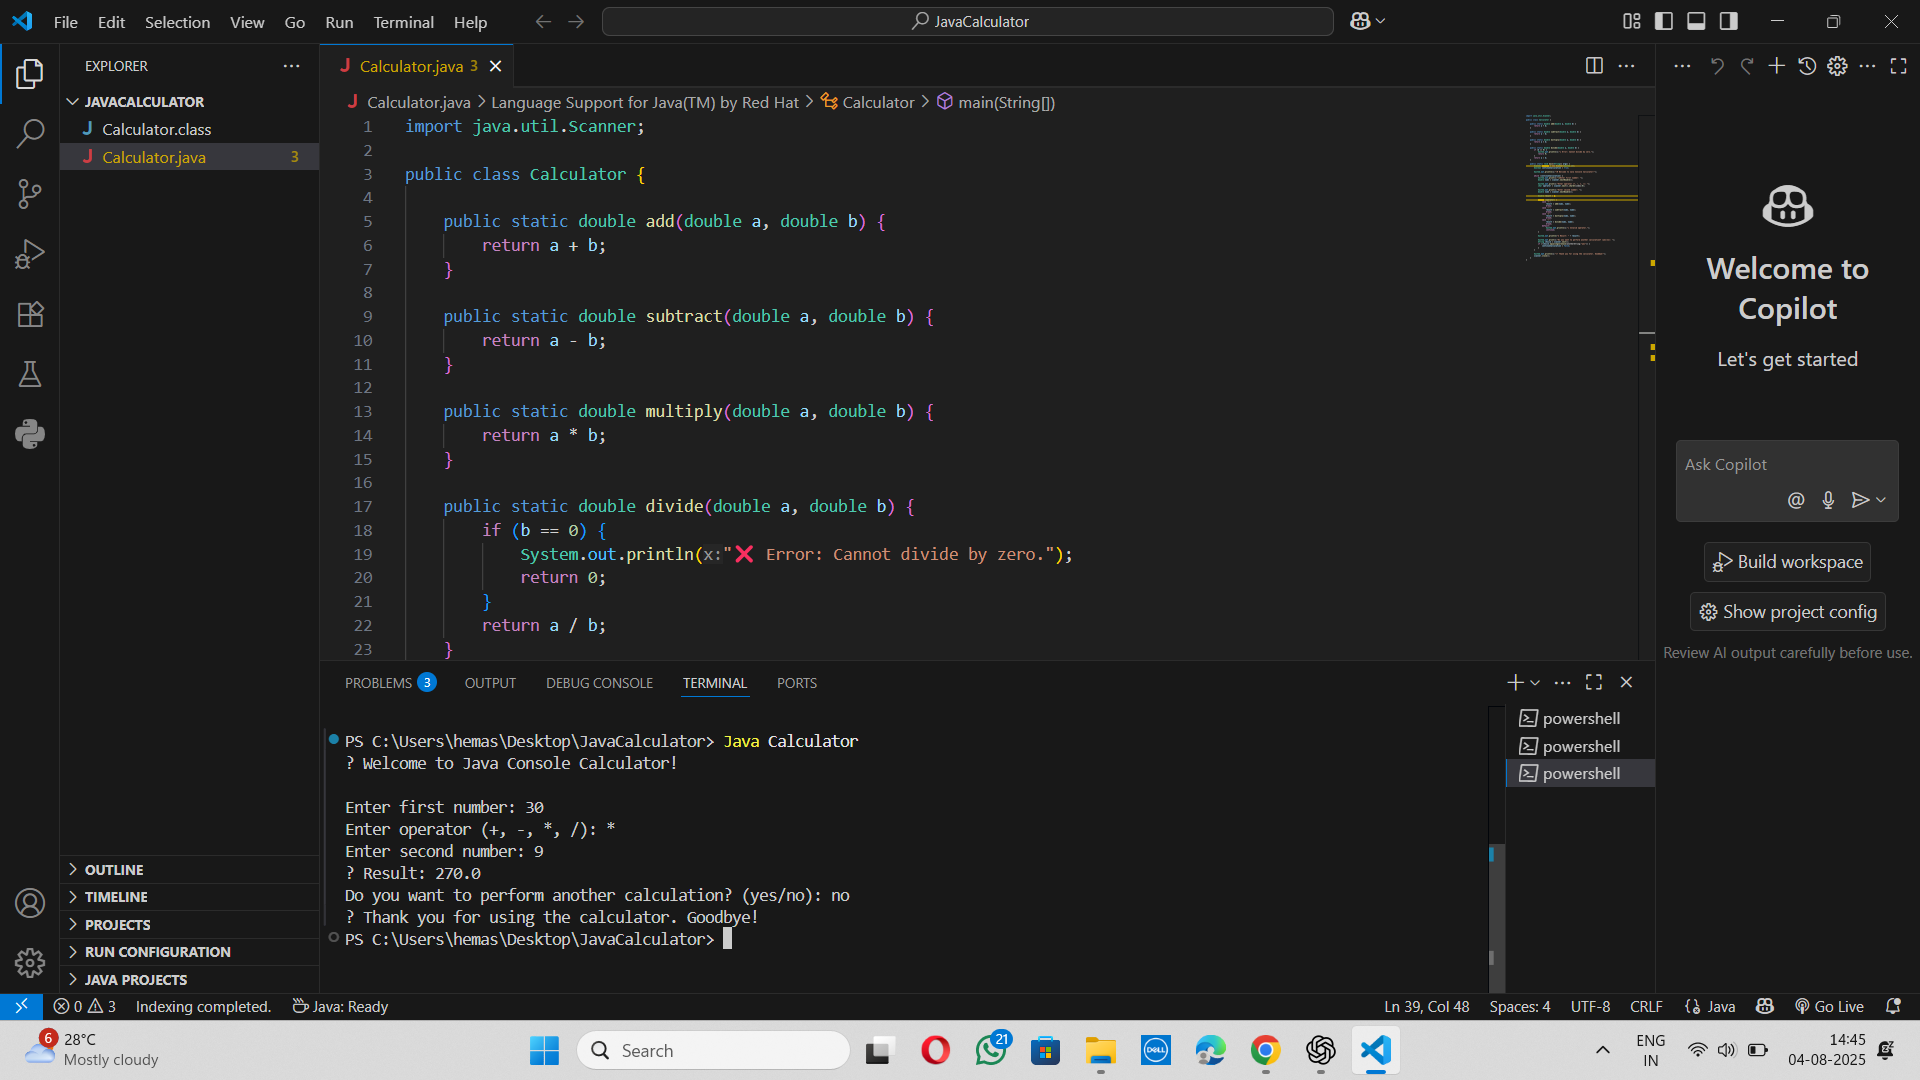 File Edit Selection View Go Run Terminal Help
JavaCalculator
EXPLORER
JAVACALCULATOR
Calculator.class
Calculator.java 3
OUTLINE
TIMELINE
PROJECTS
RUN CONFIGURATION
JAVA PROJECTS
Calculator.java 3
Calculator.java > Language Support for Java(TM) by Red Hat > Calculator > main(String[])
1 import java.util.Scanner;
2
3 public class Calculator {
4
5 public static double add(double a, double b) {
6 return a + b;
7 }
8
9 public static double subtract(double a, double b) {
10 return a - b;
11 }
12
13 public static double multiply(double a, double b) {
14 return a * b;
15 }
16
17 public static double divide(double a, double b) {
18 if (b == 0) {
19 System.out.println(x:"❌ Error: Cannot divide by zero.");
20 return 0;
21 }
22 return a / b;
23 }
PROBLEMS 3 OUTPUT DEBUG CONSOLE TERMINAL PORTS
PS C:\Users\hemas\Desktop\JavaCalculator> Java Calculator
? Welcome to Java Console Calculator!
Enter first number: 30
Enter operator (+, -, *, /): *
Enter second number: 9
? Result: 270.0
Do you want to perform another calculation? (yes/no): no
? Thank you for using the calculator. Goodbye!
PS C:\Users\hemas\Desktop\JavaCalculator>
powershell
powershell
powershell
Welcome to
Copilot
Let's get started
Ask Copilot
Build workspace
Show project config
Review AI output carefully before use.
0 3 Indexing completed. Java: Ready
Ln 39, Col 48 Spaces: 4 UTF-8 CRLF Java Go Live
6
28°C
Mostly cloudy
Search
21
DELL
ENG
IN
14:45
04-08-2025